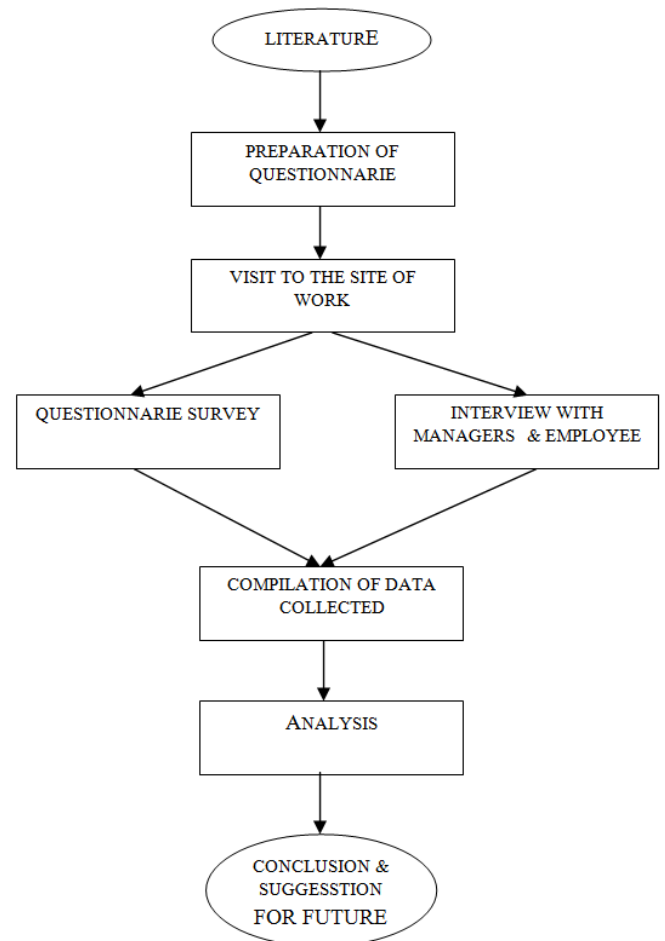 LITERATURE
PREPARATION OF
QUESTIONNARIE
VISIT TO THE SITE OF
WORK
QUESTIONNARIE SURVEY
INTERVIEW WITH
MANAGERS & EMPLOYEE
COMPILATION OF DATA
COLLECTED
ANALYSIS
CONCLUSION &
SUGGESSTION
FOR FUTURE